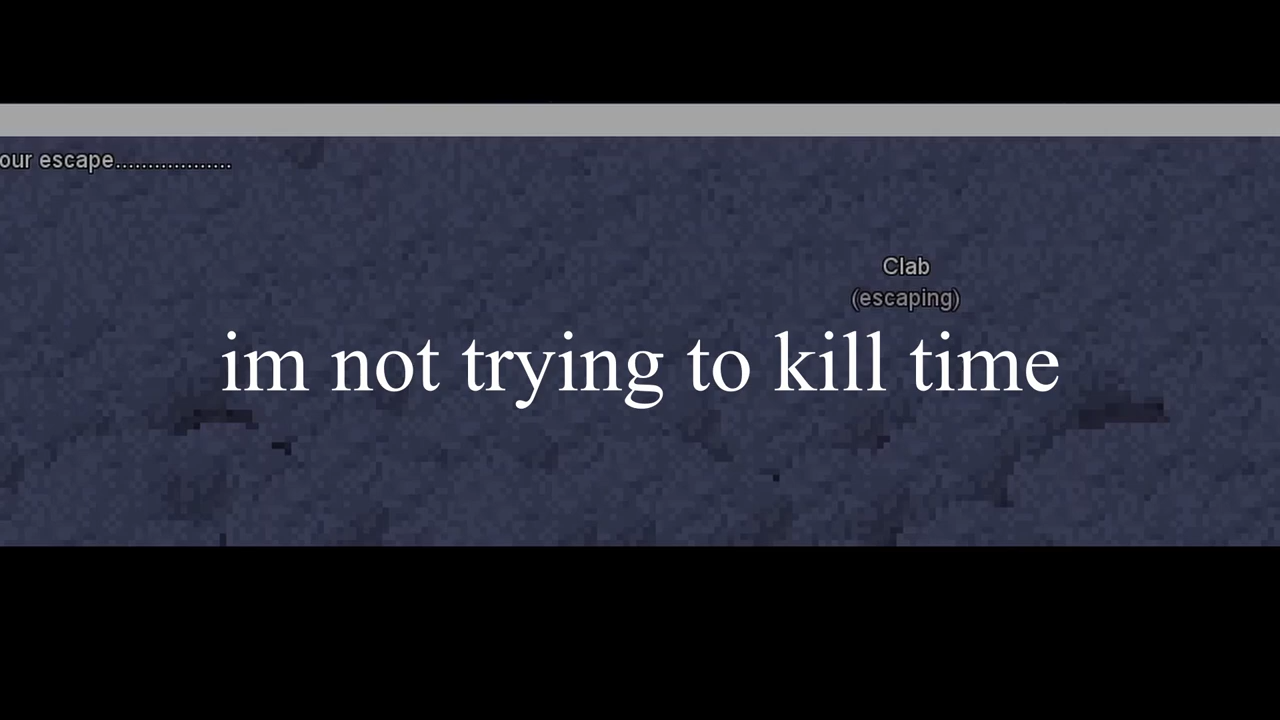 our escape..................
Clab
(escaping)
im not trying to kill time